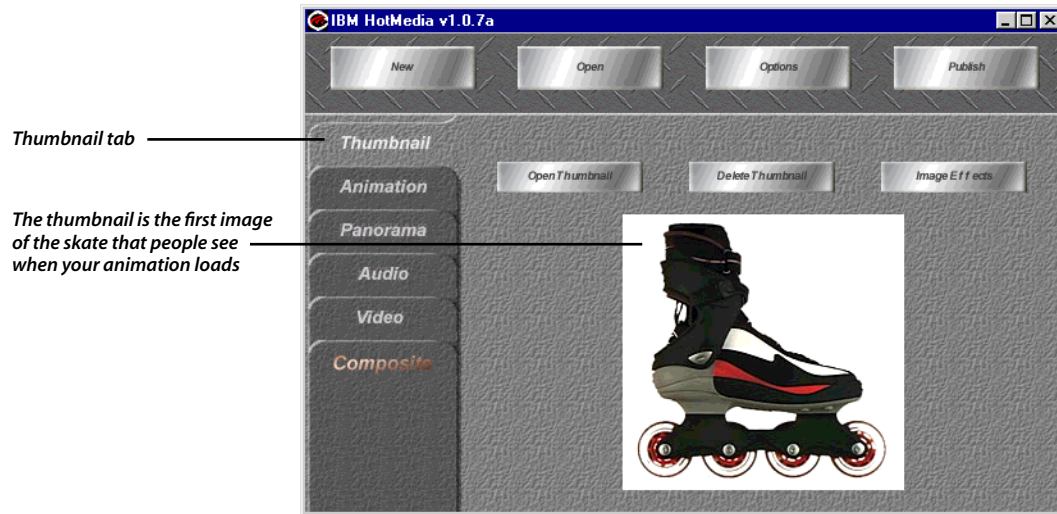 IBM HotMedia v1.0.7a
New Open Options Publish
Thumbnail tab
Thumbnail
Open Thumbnail Delete Thumbnail Image Effects
Animation
The thumbnail is the first image
of the skate that people see
when your animation loads
Panorama
Audio
Video
Composite